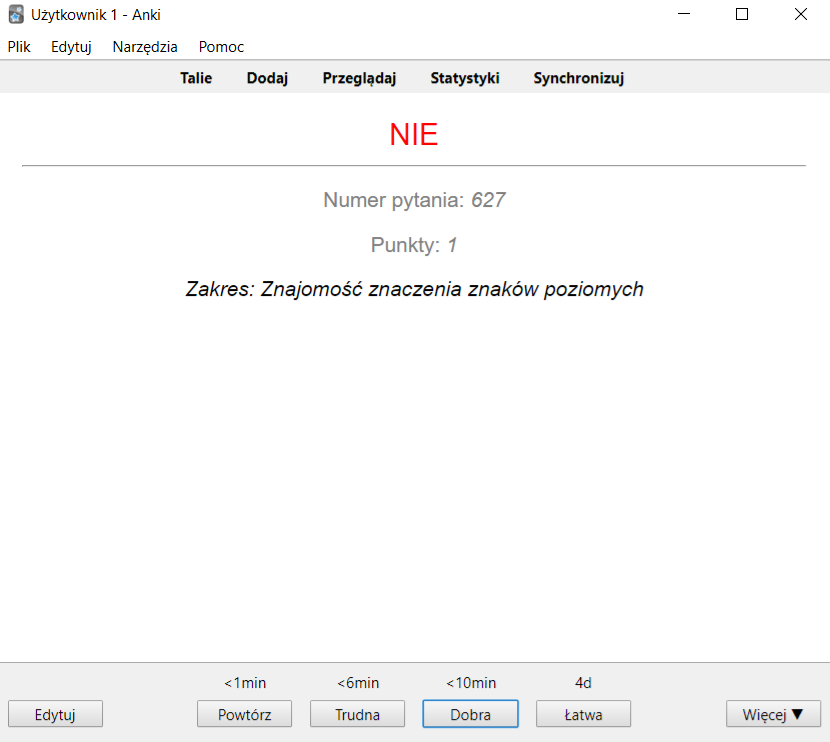 Użytkownik 1 - Anki
Plik Edytuj Narzędzia Pomoc
Talie Dodaj Przeglądaj Statystyki Synchronizuj
NIE
Numer pytania: 627
Punkty: 1
Zakres: Znajomość znaczenia znaków poziomych
<1min <6min <10min 4d
Edytuj Powtórz Trudna Dobra Łatwa Więcej ▼